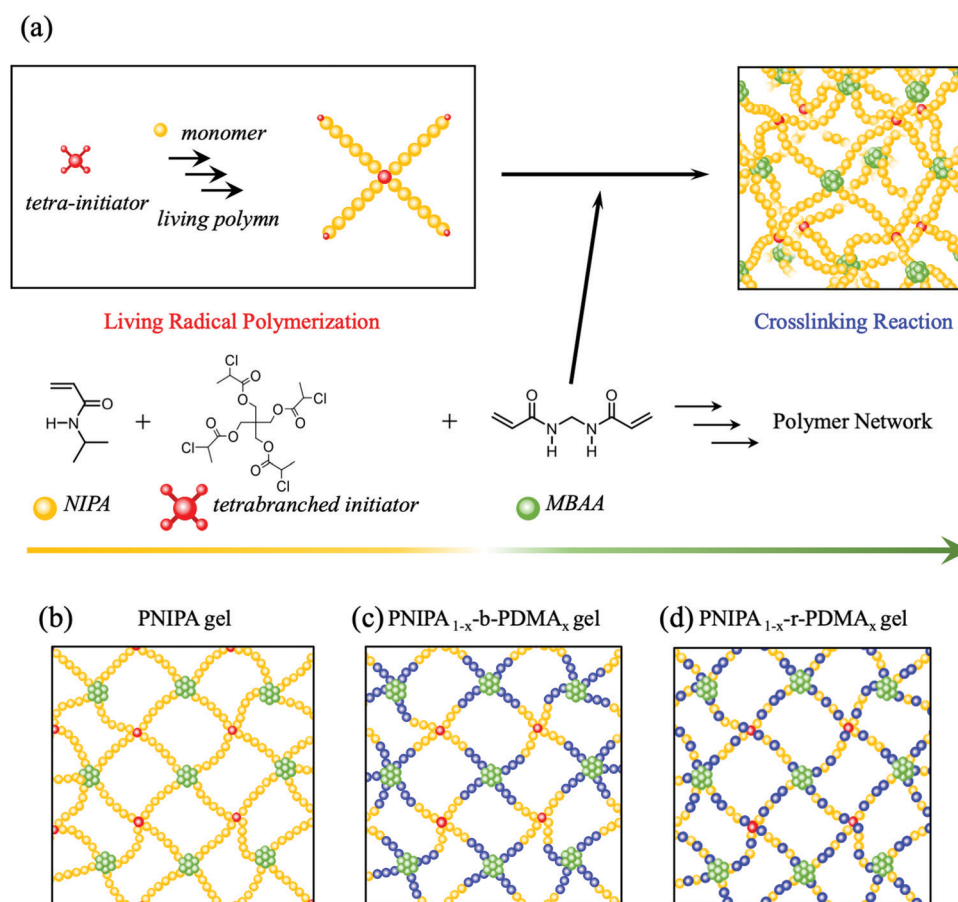 (a)
monomer
tetra-initiator
living polymn
Living Radical Polymerization
Crosslinking Reaction
Cl
O
O
O
Cl
O
O
N
H
+
Cl
O
O
O
O
Cl
+
O
O
N
N
H
H
Polymer Network
NIPA
tetrabranched initiator
MBAA
(b)
PNIPA gel
(c) PNIPA1-x-b-PDMAx gel
(d) PNIPA1-x-r-PDMAx gel